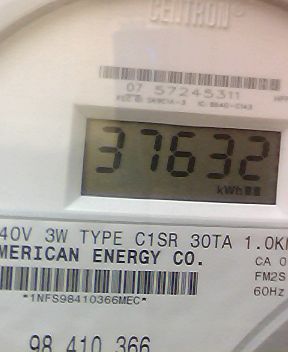 CENTRON®
07 57245311
37632
kWh
40V 3W TYPE C1SR 30TA 1.0K
MERICAN ENERGY CO.
CA 0
FM2S
60Hz
*1NFS98410366MEC*
98 410 366